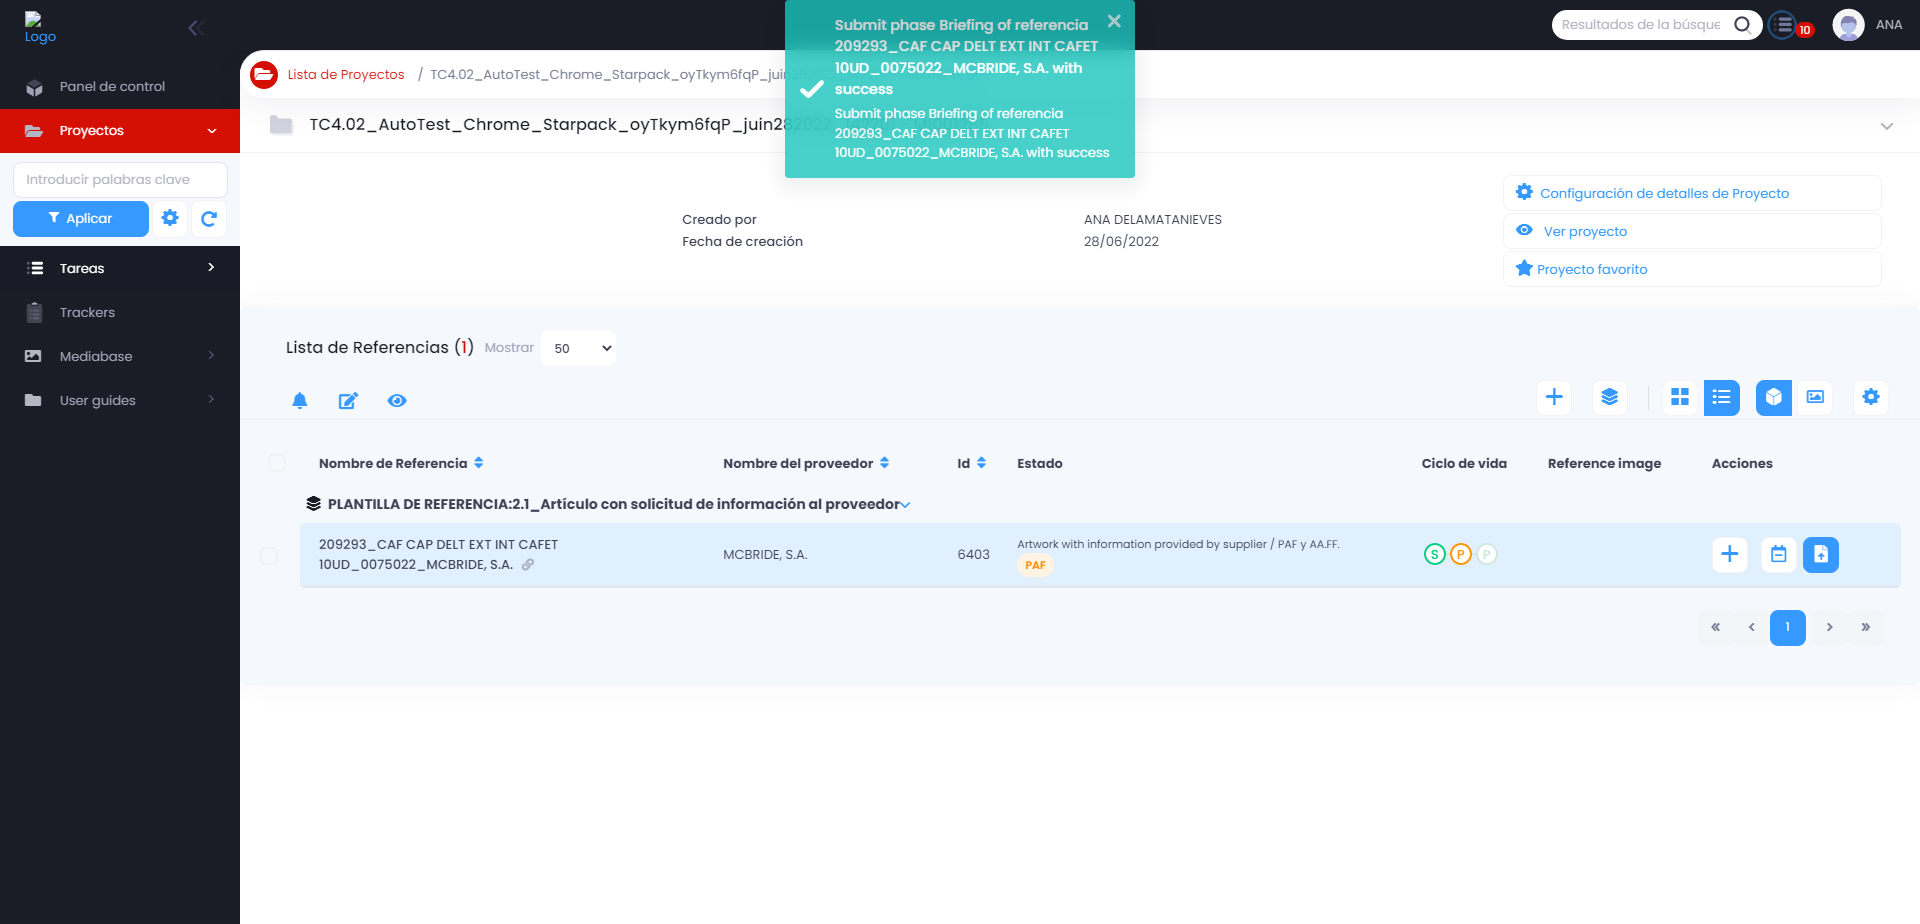 Logo
Resultados de la búsque
10
ANA
Panel de control
Proyectos
Introducir palabras clave
Aplicar
Tareas
Trackers
Mediabase
User guides
Lista de Proyectos / TC4.02_AutoTest_Chrome_Starpack_oyTkym6fqP_juin
TC4.02_AutoTest_Chrome_Starpack_oyTkym6fqP_juin282022
Submit phase Briefing of referencia
209293_CAF CAP DELT EXT INT CAFET
10UD_0075022_MCBRIDE, S.A. with
success
Submit phase Briefing of referencia
209293_CAF CAP DELT EXT INT CAFET
10UD_0075022_MCBRIDE, S.A. with success
Creado por ANA DELAMATANIEVES
Fecha de creación 28/06/2022
Configuración de detalles de Proyecto
Ver proyecto
Proyecto favorito
Lista de Referencias (1) Mostrar 50
Nombre de Referencia Nombre del proveedor Id Estado Ciclo de vida Reference image Acciones
PLANTILLA DE REFERENCIA:2.1_Artículo con solicitud de información al proveedor
209293_CAF CAP DELT EXT INT CAFET
10UD_0075022_MCBRIDE, S.A.
MCBRIDE, S.A.
6403
Artwork with information provided by supplier / PAF y AA.FF.
PAF
S P P
« ‹ 1 › »